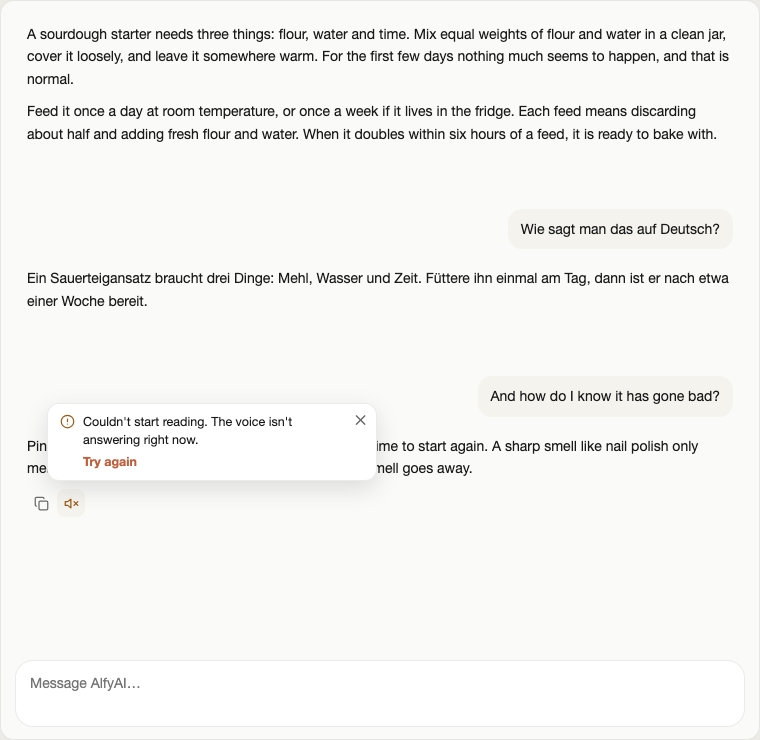 A sourdough starter needs three things: flour, water and time. Mix equal weights of flour and water in a clean jar,
cover it loosely, and leave it somewhere warm. For the first few days nothing much seems to happen, and that is
normal.
Feed it once a day at room temperature, or once a week if it lives in the fridge. Each feed means discarding
about half and adding fresh flour and water. When it doubles within six hours of a feed, it is ready to bake with.
Wie sagt man das auf Deutsch?
Ein Sauerteigansatz braucht drei Dinge: Mehl, Wasser und Zeit. Füttere ihn einmal am Tag, dann ist er nach etwa
einer Woche bereit.
And how do I know it has gone bad?
Couldn't start reading. The voice isn't
answering right now.
Try again
to start again. A sharp smell like nail polish only
goes away.
Message AlfyAI…